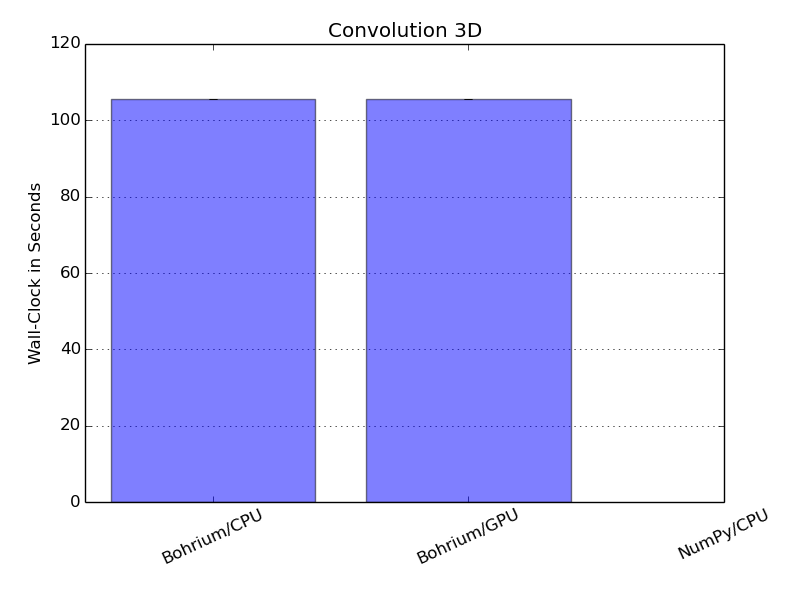 Convolution 3D
Wall-Clock in Seconds
120
100
80
60
40
20
0
Bohrium/CPU
Bohrium/GPU
NumPy/CPU